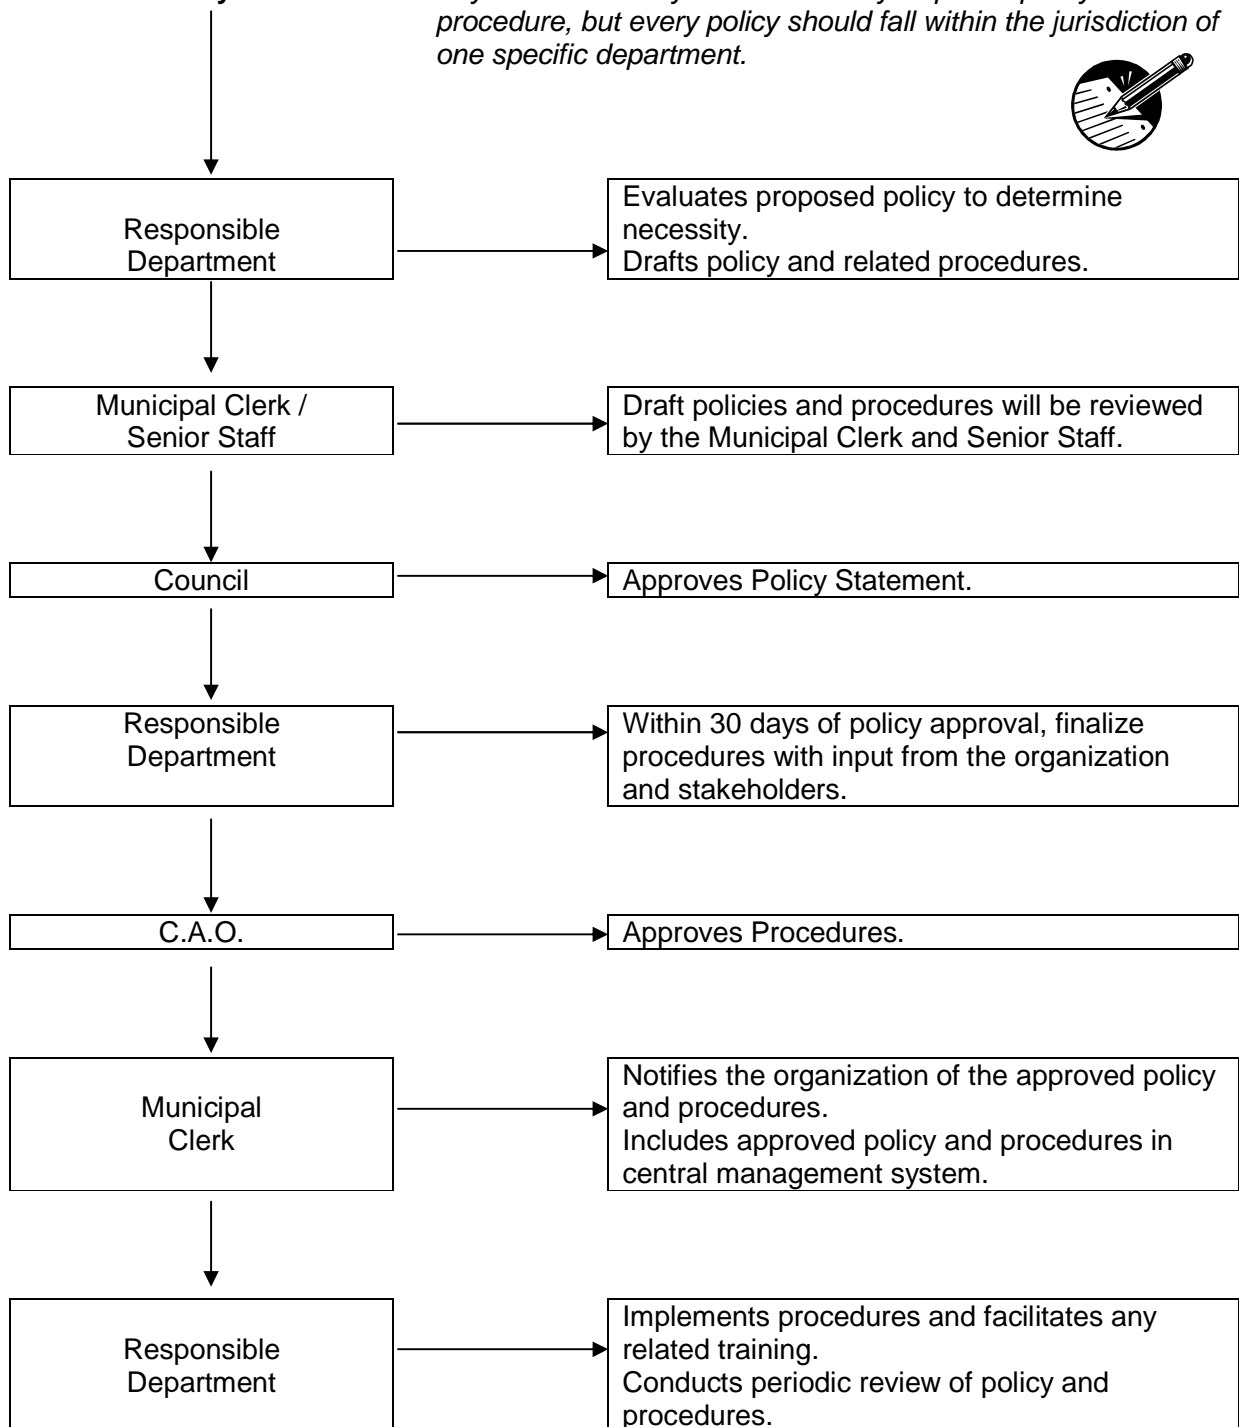 procedure, but every policy should fall within the jurisdiction of
one specific department.
Responsible
Department
Evaluates proposed policy to determine
necessity.
Drafts policy and related procedures.
Municipal Clerk /
Senior Staff
Draft policies and procedures will be reviewed
by the Municipal Clerk and Senior Staff.
Council
Approves Policy Statement.
Responsible
Department
Within 30 days of policy approval, finalize
procedures with input from the organization
and stakeholders.
C.A.O.
Approves Procedures.
Municipal
Clerk
Notifies the organization of the approved policy
and procedures.
Includes approved policy and procedures in
central management system.
Responsible
Department
Implements procedures and facilitates any
related training.
Conducts periodic review of policy and
procedures.